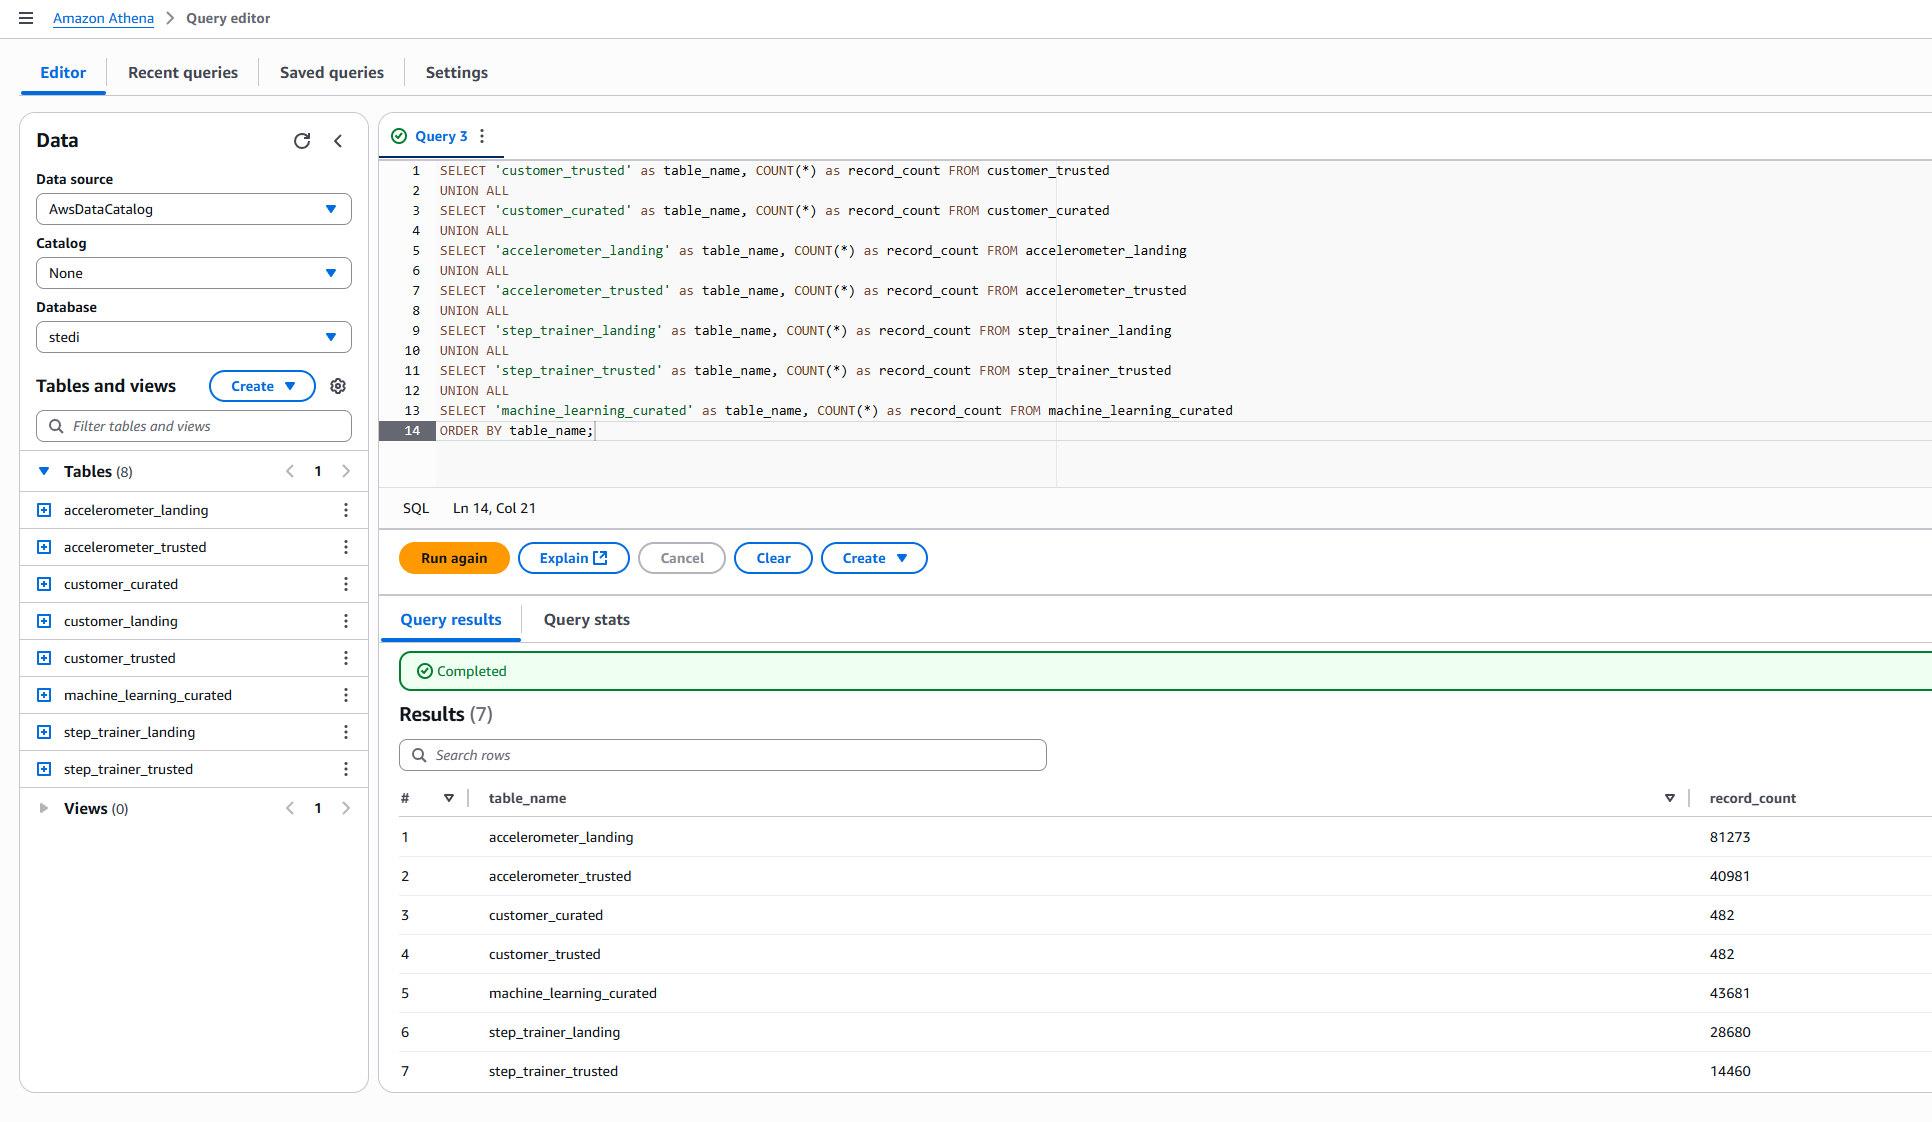 Amazon Athena > Query editor
Editor
Recent queries
Saved queries
Settings
Data
Data source
AwsDataCatalog
Catalog
None
Database
stedi
Tables and views
Create
Filter tables and views
Tables (8)
< 1 >
accelerometer_landing
accelerometer_trusted
customer_curated
customer_landing
customer_trusted
machine_learning_curated
step_trainer_landing
step_trainer_trusted
Views (0)
< 1 >
Query 3
1 SELECT 'customer_trusted' as table_name, COUNT(*) as record_count FROM customer_trusted
2 UNION ALL
3 SELECT 'customer_curated' as table_name, COUNT(*) as record_count FROM customer_curated
4 UNION ALL
5 SELECT 'accelerometer_landing' as table_name, COUNT(*) as record_count FROM accelerometer_landing
6 UNION ALL
7 SELECT 'accelerometer_trusted' as table_name, COUNT(*) as record_count FROM accelerometer_trusted
8 UNION ALL
9 SELECT 'step_trainer_landing' as table_name, COUNT(*) as record_count FROM step_trainer_landing
10 UNION ALL
11 SELECT 'step_trainer_trusted' as table_name, COUNT(*) as record_count FROM step_trainer_trusted
12 UNION ALL
13 SELECT 'machine_learning_curated' as table_name, COUNT(*) as record_count FROM machine_learning_curated
14 ORDER BY table_name;
SQL Ln 14, Col 21
Run again
Explain
Cancel
Clear
Create
Query results
Query stats
Completed
Results (7)
Search rows
# table_name record_count
1 accelerometer_landing 81273
2 accelerometer_trusted 40981
3 customer_curated 482
4 customer_trusted 482
5 machine_learning_curated 43681
6 step_trainer_landing 28680
7 step_trainer_trusted 14460